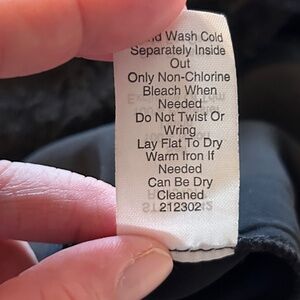 Wash Cold
Separately Inside
Out
Only Non-Chlorine
Bleach When
Needed
Do Not Twist Or
Wring
Lay Flat To Dry
Warm Iron If
Needed
Can Be Dry
Cleaned
212302